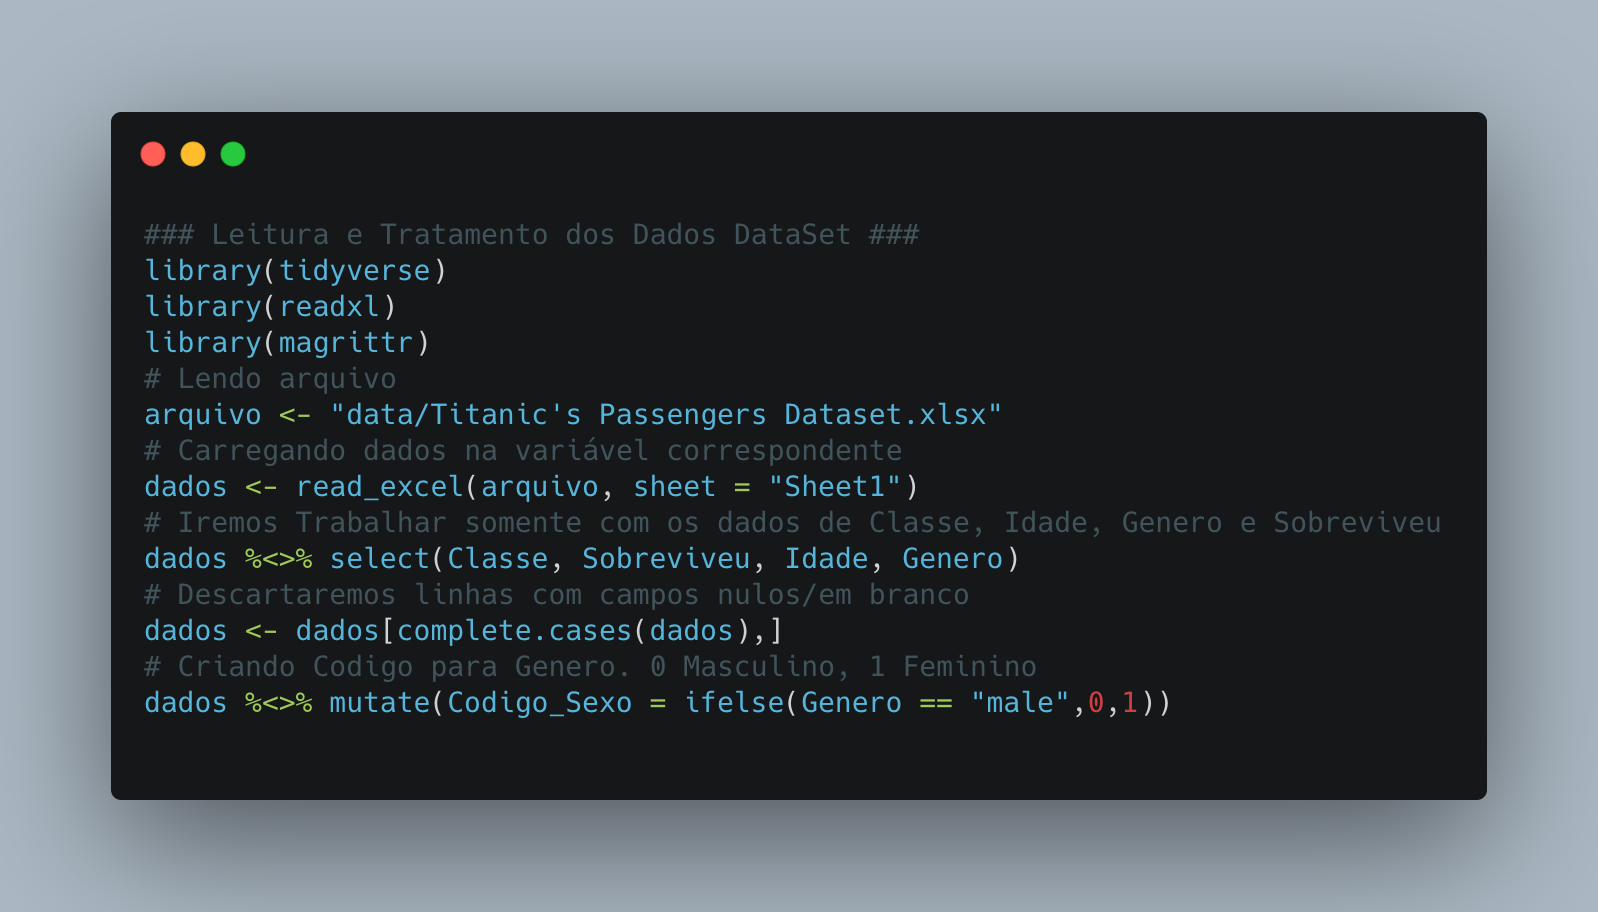 ### Leitura e Tratamento dos Dados DataSet ###
library(tidyverse)
library(readxl)
library(magrittr)
# Lendo arquivo
arquivo <- "data/Titanic's Passengers Dataset.xlsx"
# Carregando dados na variável correspondente
dados <- read_excel(arquivo, sheet = "Sheet1")
# Iremos Trabalhar somente com os dados de Classe, Idade, Genero e Sobreviveu
dados %<>% select(Classe, Sobreviveu, Idade, Genero)
# Descartaremos linhas com campos nulos/em branco
dados <- dados[complete.cases(dados),]
# Criando Codigo para Genero. 0 Masculino, 1 Feminino
dados %<>% mutate(Codigo_Sexo = ifelse(Genero == "male",0,1))